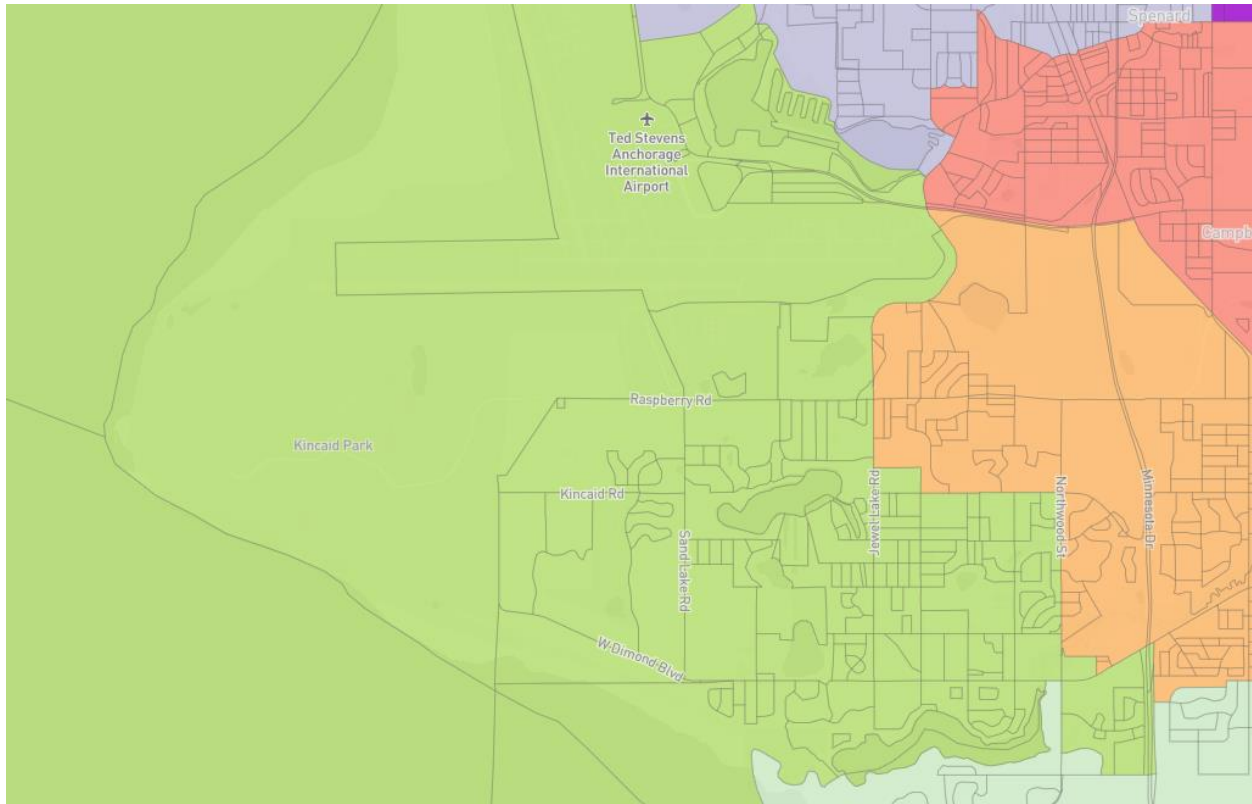 Spenard
Ted Stevens
Anchorage
International
Airport
Campb
Raspberry Rd
Kincaid Park
Kincaid Rd
Jewel Lake Rd
Northwood St
Minnesota Dr
Sand Lake Rd
W Dimond Blvd